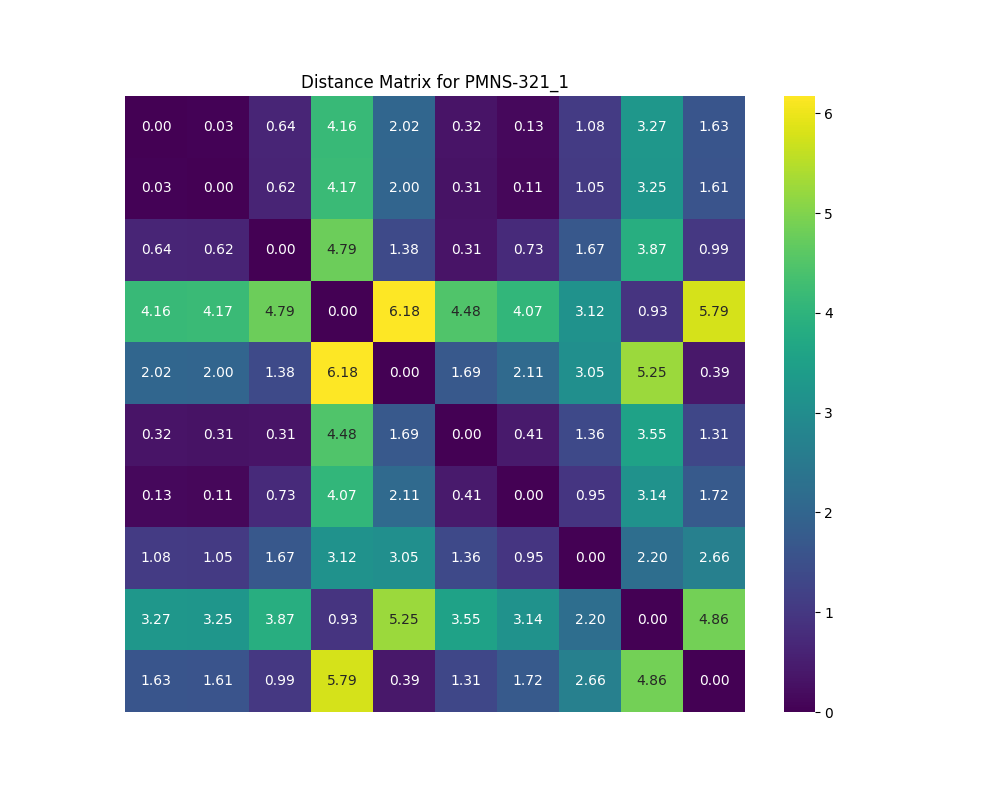 Distance Matrix for PMNS-321_1
0.00 0.03 0.64 4.16 2.02 0.32 0.13 1.08 3.27 1.63
0.03 0.00 0.62 4.17 2.00 0.31 0.11 1.05 3.25 1.61
0.64 0.62 0.00 4.79 1.38 0.31 0.73 1.67 3.87 0.99
4.16 4.17 4.79 0.00 6.18 4.48 4.07 3.12 0.93 5.79
2.02 2.00 1.38 6.18 0.00 1.69 2.11 3.05 5.25 0.39
0.32 0.31 0.31 4.48 1.69 0.00 0.41 1.36 3.55 1.31
0.13 0.11 0.73 4.07 2.11 0.41 0.00 0.95 3.14 1.72
1.08 1.05 1.67 3.12 3.05 1.36 0.95 0.00 2.20 2.66
3.27 3.25 3.87 0.93 5.25 3.55 3.14 2.20 0.00 4.86
1.63 1.61 0.99 5.79 0.39 1.31 1.72 2.66 4.86 0.00
6
5
4
3
2
1
0